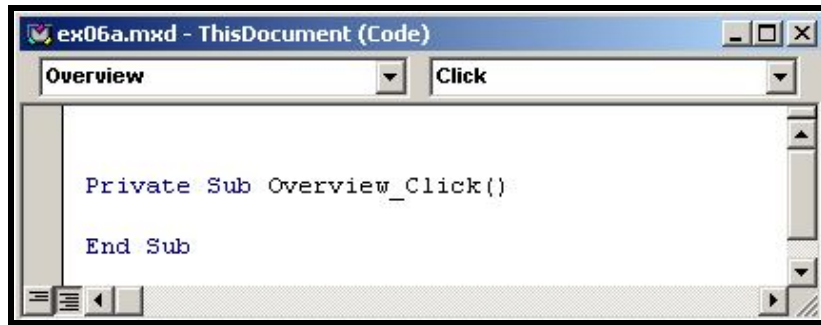 ex06a.mxd - ThisDocument (Code)
Overview Click
Private Sub Overview_Click()
End Sub